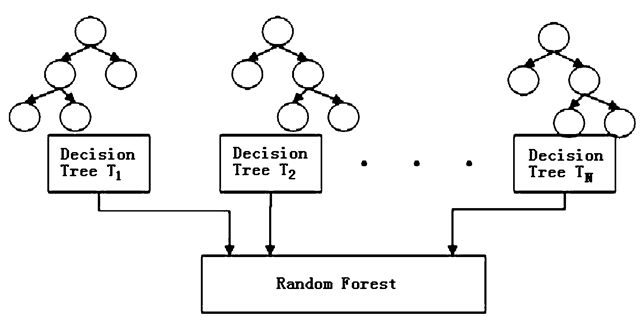 Decision
Tree T1
Decision
Tree T2
. . .
Decision
Tree TN
Random Forest